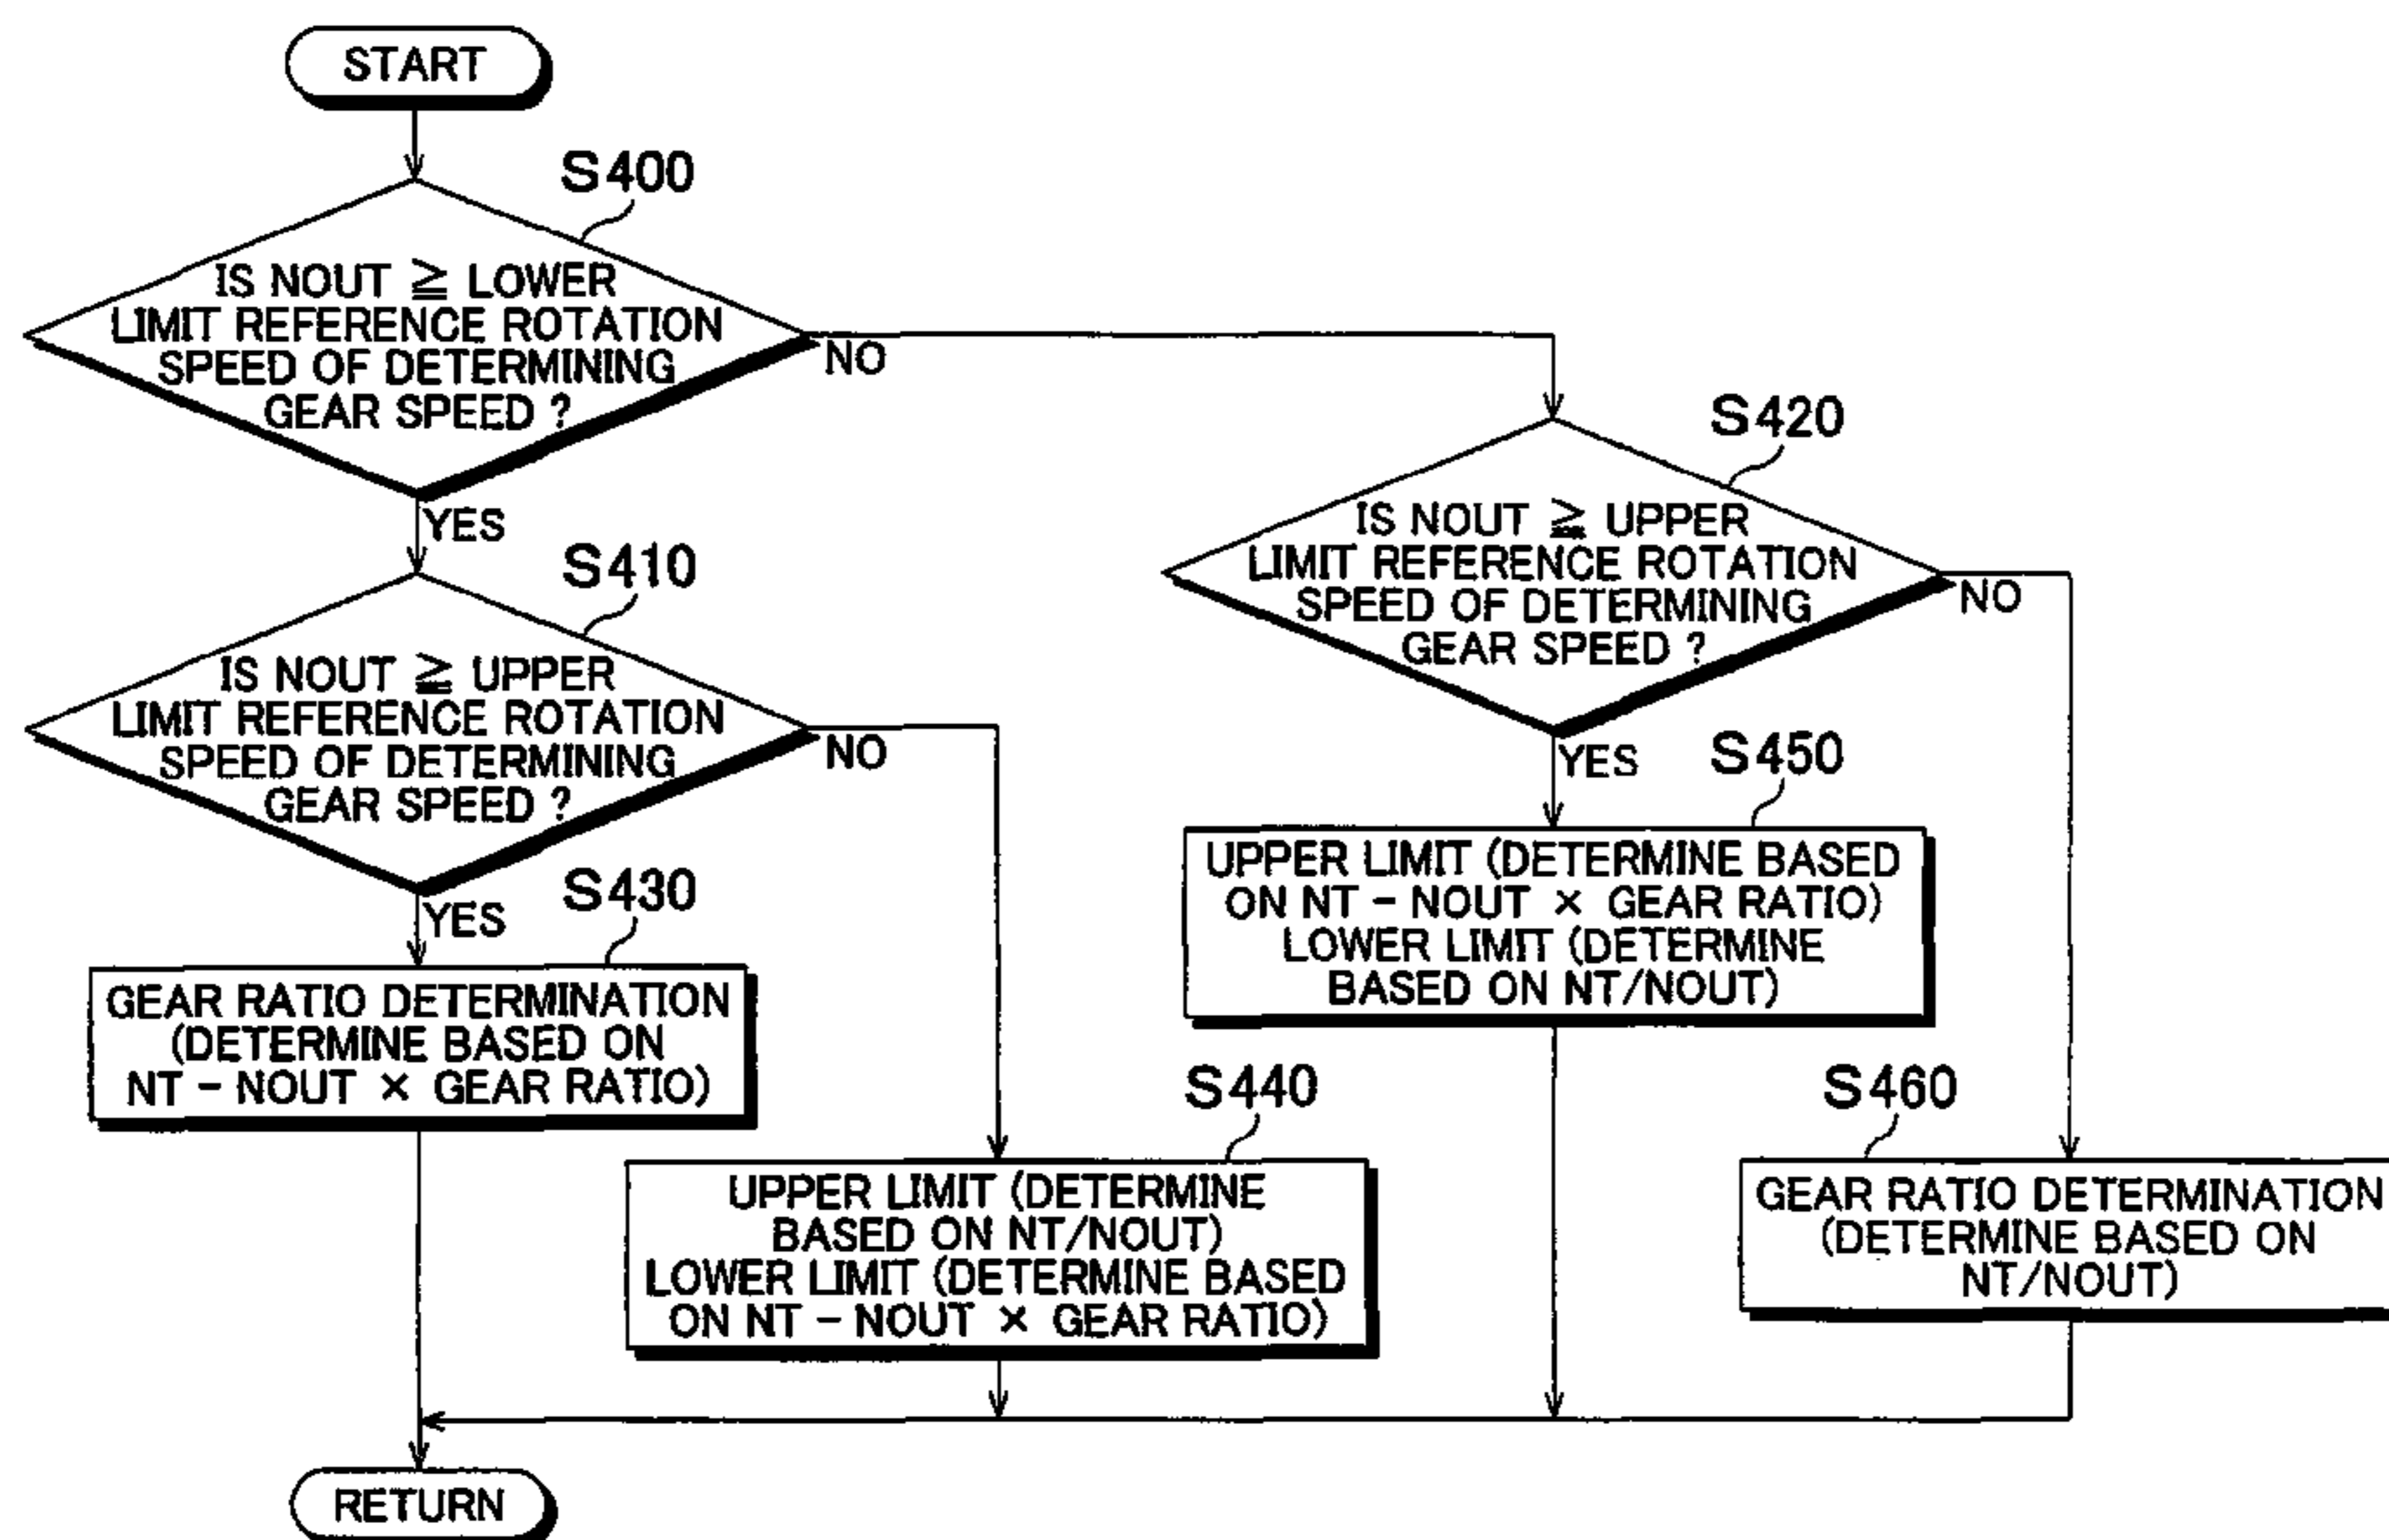 START
S400
IS NOUT ≧ LOWER
LIMIT REFERENCE ROTATION
SPEED OF DETERMINING
GEAR SPEED ?
NO
YES
S410
IS NOUT ≧ UPPER
LIMIT REFERENCE ROTATION
SPEED OF DETERMINING
GEAR SPEED ?
NO
YES
S420
IS NOUT ≧ UPPER
LIMIT REFERENCE ROTATION
SPEED OF DETERMINING
GEAR SPEED ?
NO
YES
S430
GEAR RATIO DETERMINATION
(DETERMINE BASED ON
NT - NOUT × GEAR RATIO)
S440
UPPER LIMIT (DETERMINE
BASED ON NT/NOUT)
LOWER LIMIT (DETERMINE BASED
ON NT - NOUT × GEAR RATIO)
S450
UPPER LIMIT (DETERMINE BASED
ON NT - NOUT × GEAR RATIO)
LOWER LIMIT (DETERMINE
BASED ON NT/NOUT)
S460
GEAR RATIO DETERMINATION
(DETERMINE BASED ON
NT/NOUT)
RETURN